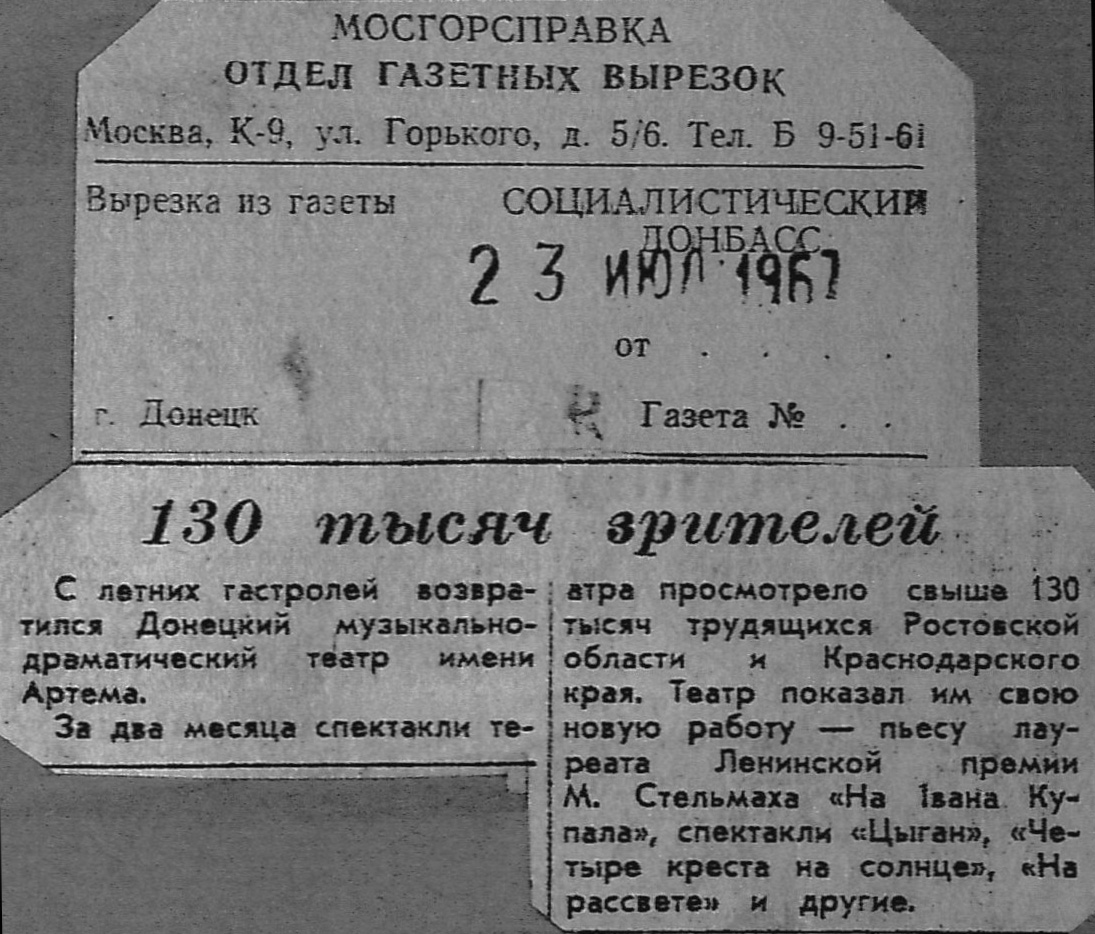 МОСГОРСПРАВКА
ОТДЕЛ ГАЗЕТНЫХ ВЫРЕЗОК
Москва, К-9, ул. Горького, д. 5/6. Тел. Б 9-51-61
Вырезка из газеты
СОЦИАЛИСТИЧЕСКИЙ
ДОНБАСС
23 ИЮЛ 1967
от . . . .
г. Донецк
Газета № . .
130 тысяч зрителей
С летних гастролей возвра-
тился Донецкий музыкально-
драматический театр имени
Артема.
За два месяца спектакли те-
атра просмотрело свыше 130
тысяч трудящихся Ростовской
области и Краснодарского
края. Театр показал им свою
новую работу — пьесу лау-
реата Ленинской премии
М. Стельмаха «На Івана Ку-
пала», спектакли «Цыган», «Че-
тыре креста на солнце», «На
рассвете» и другие.